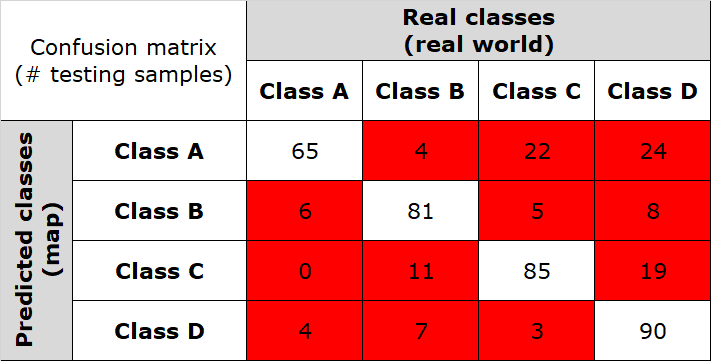 Confusion matrix
(# testing samples)
Real classes
(real world)
Class A Class B Class C Class D
Predicted classes
(map)
Class A 65 4 22 24
Class B 6 81 5 8
Class C 0 11 85 19
Class D 4 7 3 90